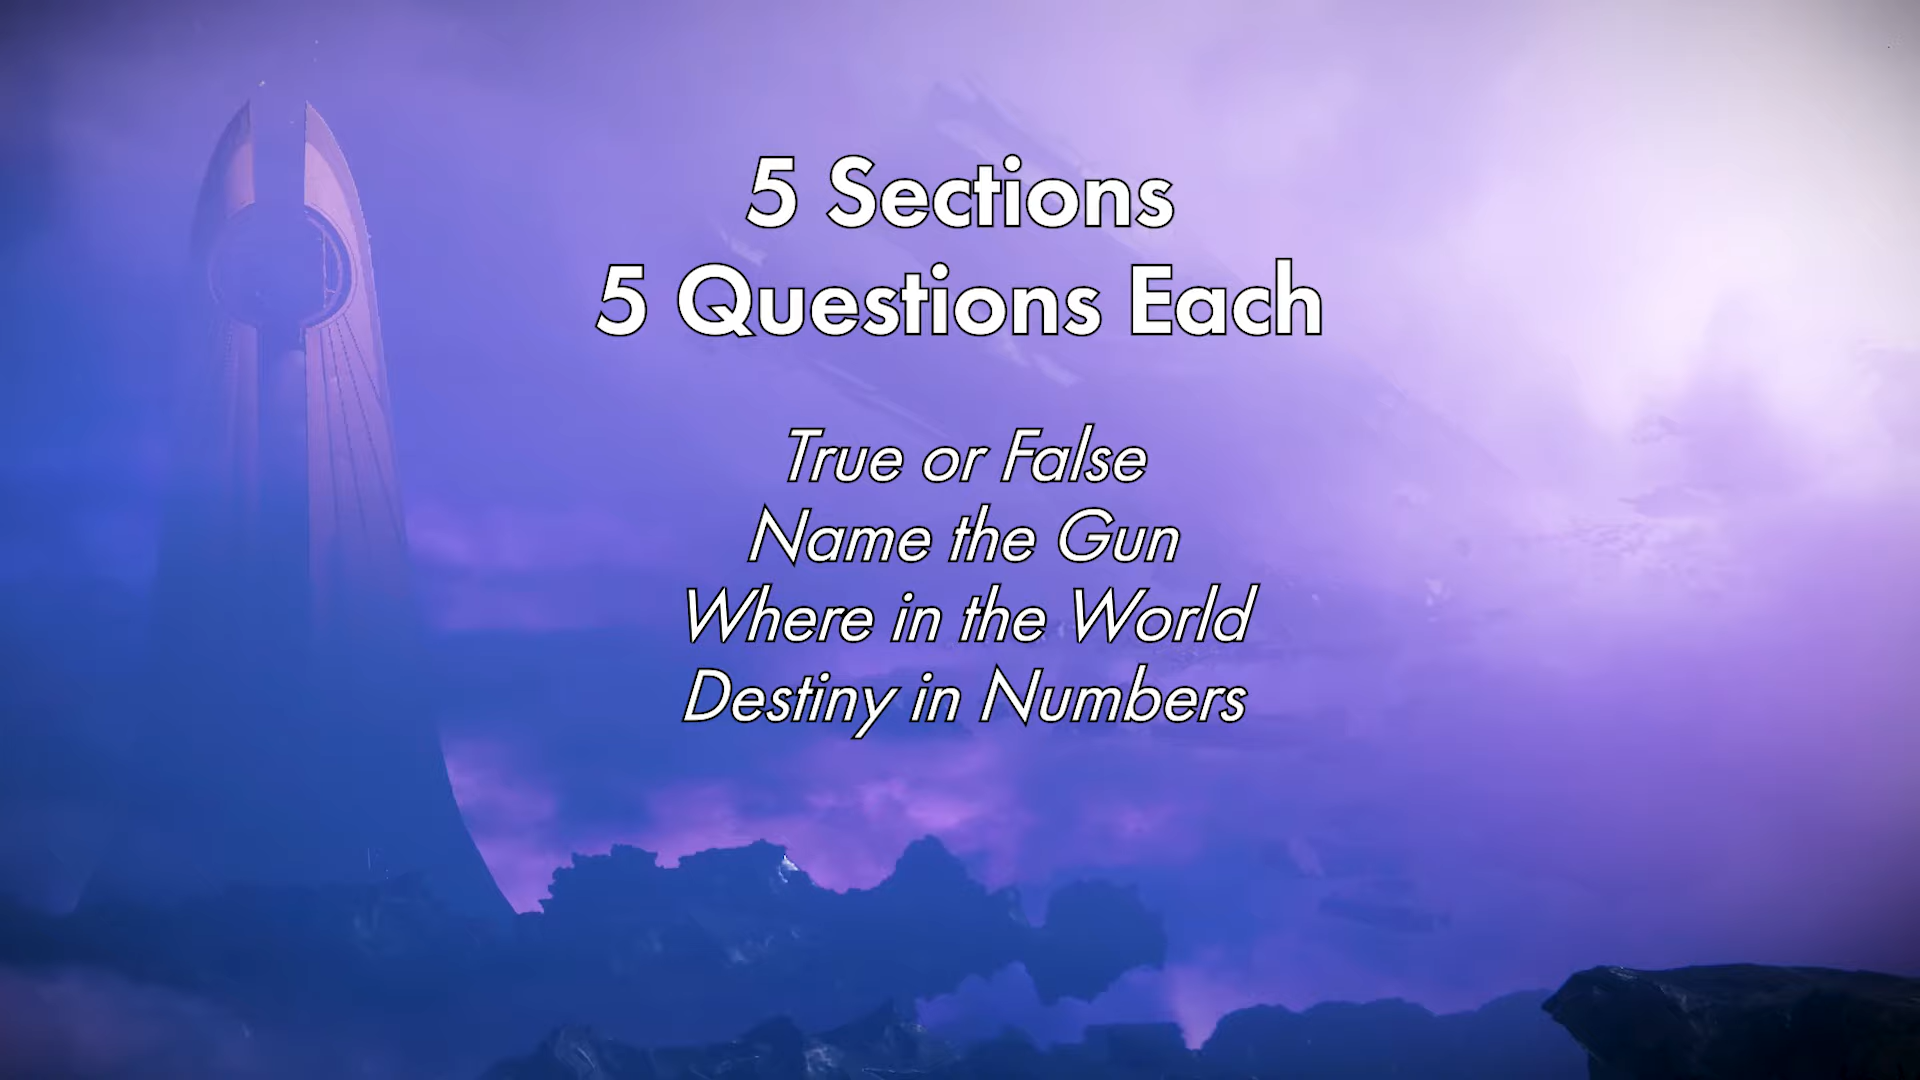 5 Sections
5 Questions Each
True or False
Name the Gun
Where in the World
Destiny in Numbers